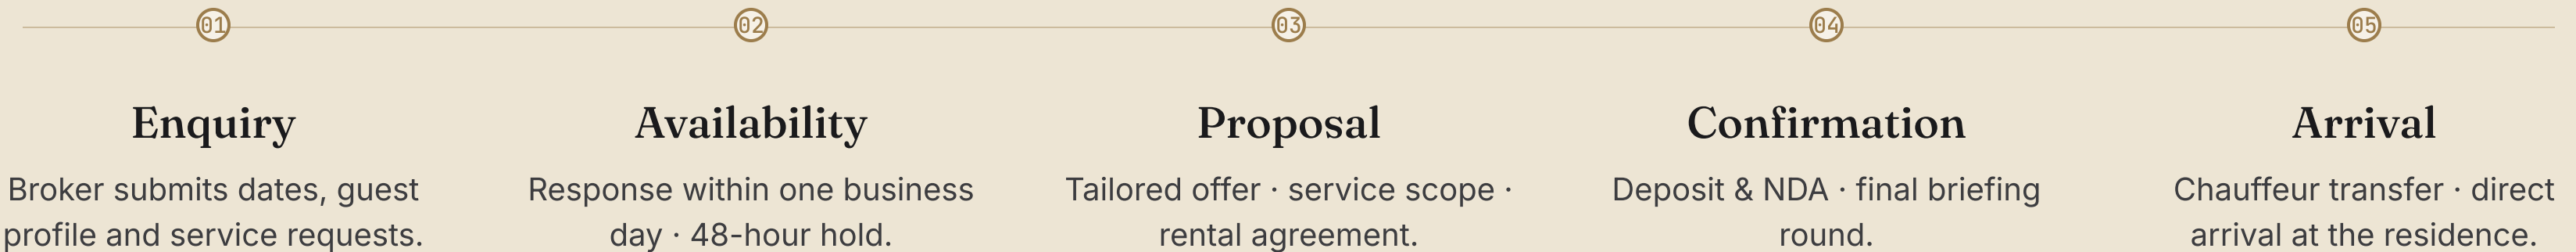 01
02
03
04
05
Enquiry
Broker submits dates, guest
profile and service requests.
Availability
Response within one business
day · 48-hour hold.
Proposal
Tailored offer · service scope ·
rental agreement.
Confirmation
Deposit & NDA · final briefing
round.
Arrival
Chauffeur transfer · direct
arrival at the residence.